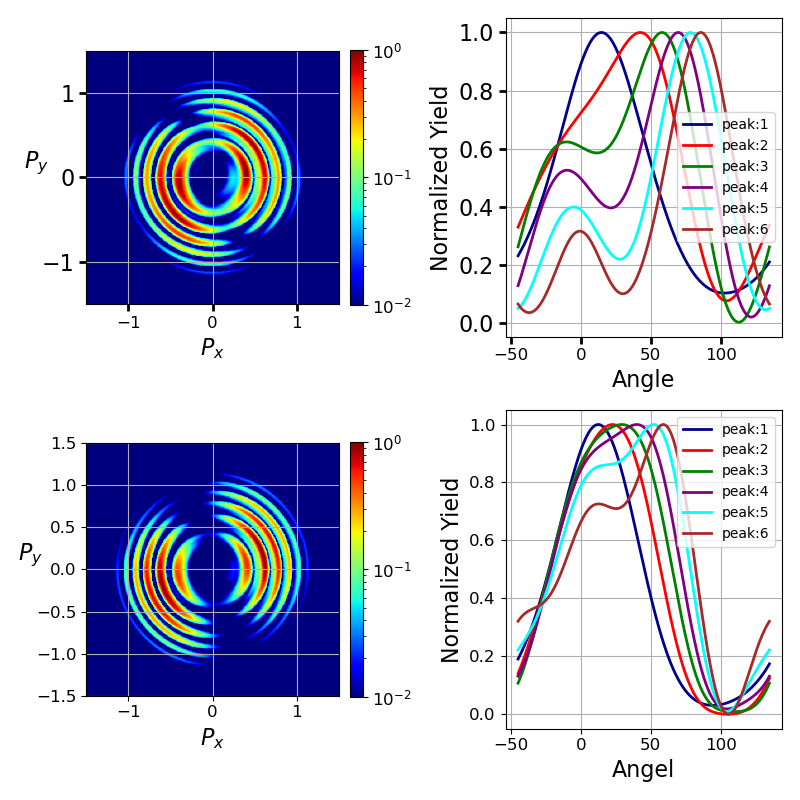 1
0
−1
−1
0
1
P_y
P_x
10^0
10^−1
10^−2
1.0
0.8
0.6
0.4
0.2
0.0
−50
0
50
100
Normalized Yield
Angle
peak:1
peak:2
peak:3
peak:4
peak:5
peak:6
1.5
1.0
0.5
0.0
−0.5
−1.0
−1.5
−1
0
1
P_y
P_x
10^0
10^−1
10^−2
1.0
0.8
0.6
0.4
0.2
0.0
−50
0
50
100
Normalized Yield
Angel
peak:1
peak:2
peak:3
peak:4
peak:5
peak:6